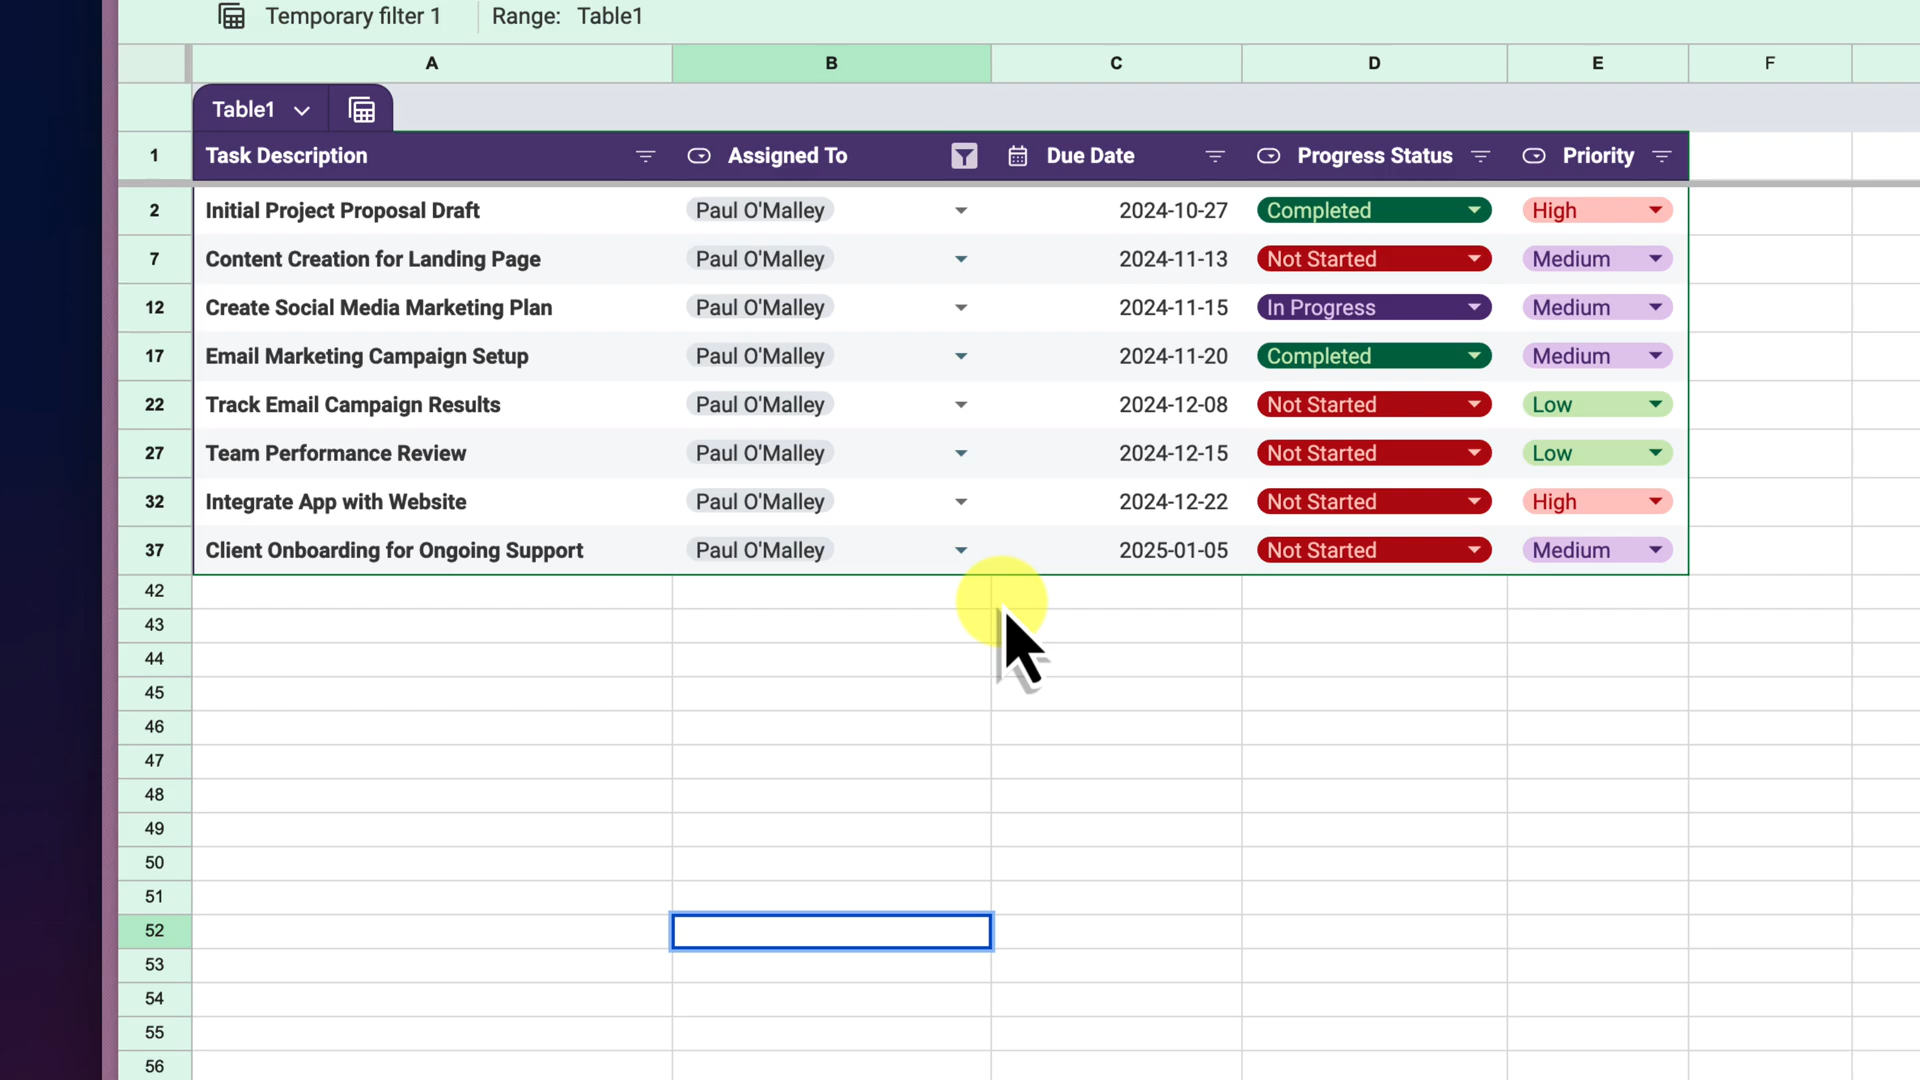 Temporary filter 1 Range: Table1
A B C D E F
Table1
1 Task Description Assigned To Due Date Progress Status Priority
2 Initial Project Proposal Draft Paul O'Malley 2024-10-27 Completed High
7 Content Creation for Landing Page Paul O'Malley 2024-11-13 Not Started Medium
12 Create Social Media Marketing Plan Paul O'Malley 2024-11-15 In Progress Medium
17 Email Marketing Campaign Setup Paul O'Malley 2024-11-20 Completed Medium
22 Track Email Campaign Results Paul O'Malley 2024-12-08 Not Started Low
27 Team Performance Review Paul O'Malley 2024-12-15 Not Started Low
32 Integrate App with Website Paul O'Malley 2024-12-22 Not Started High
37 Client Onboarding for Ongoing Support Paul O'Malley 2025-01-05 Not Started Medium
42
43
44
45
46
47
48
49
50
51
52
53
54
55
56